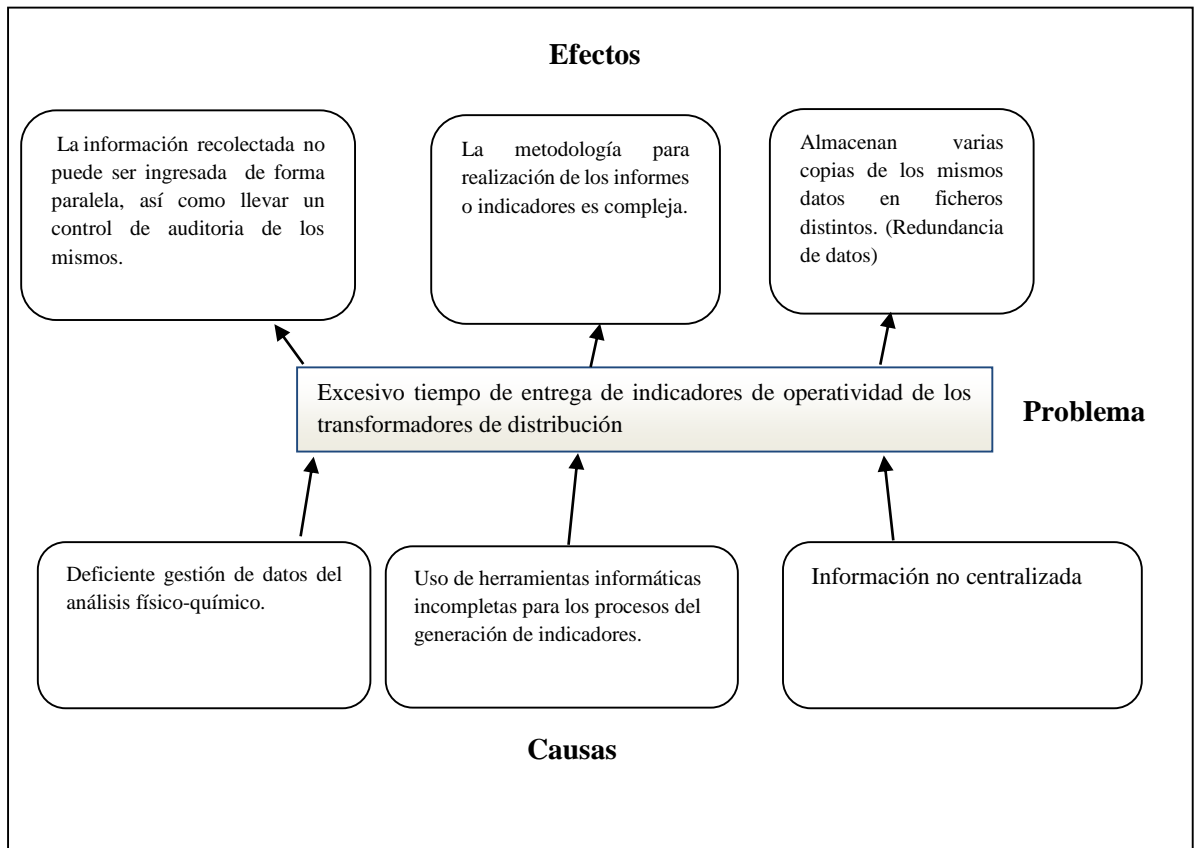 Efectos
La información recolectada no
puede ser ingresada de forma
paralela, así como llevar un
control de auditoria de los
mismos.
La metodología para
realización de los informes
o indicadores es compleja.
Almacenan varias
copias de los mismos
datos en ficheros
distintos. (Redundancia
de datos)
Excesivo tiempo de entrega de indicadores de operatividad de los
transformadores de distribución
Problema
Deficiente gestión de datos del
análisis físico-químico.
Uso de herramientas informáticas
incompletas para los procesos del
generación de indicadores.
Información no centralizada
Causas